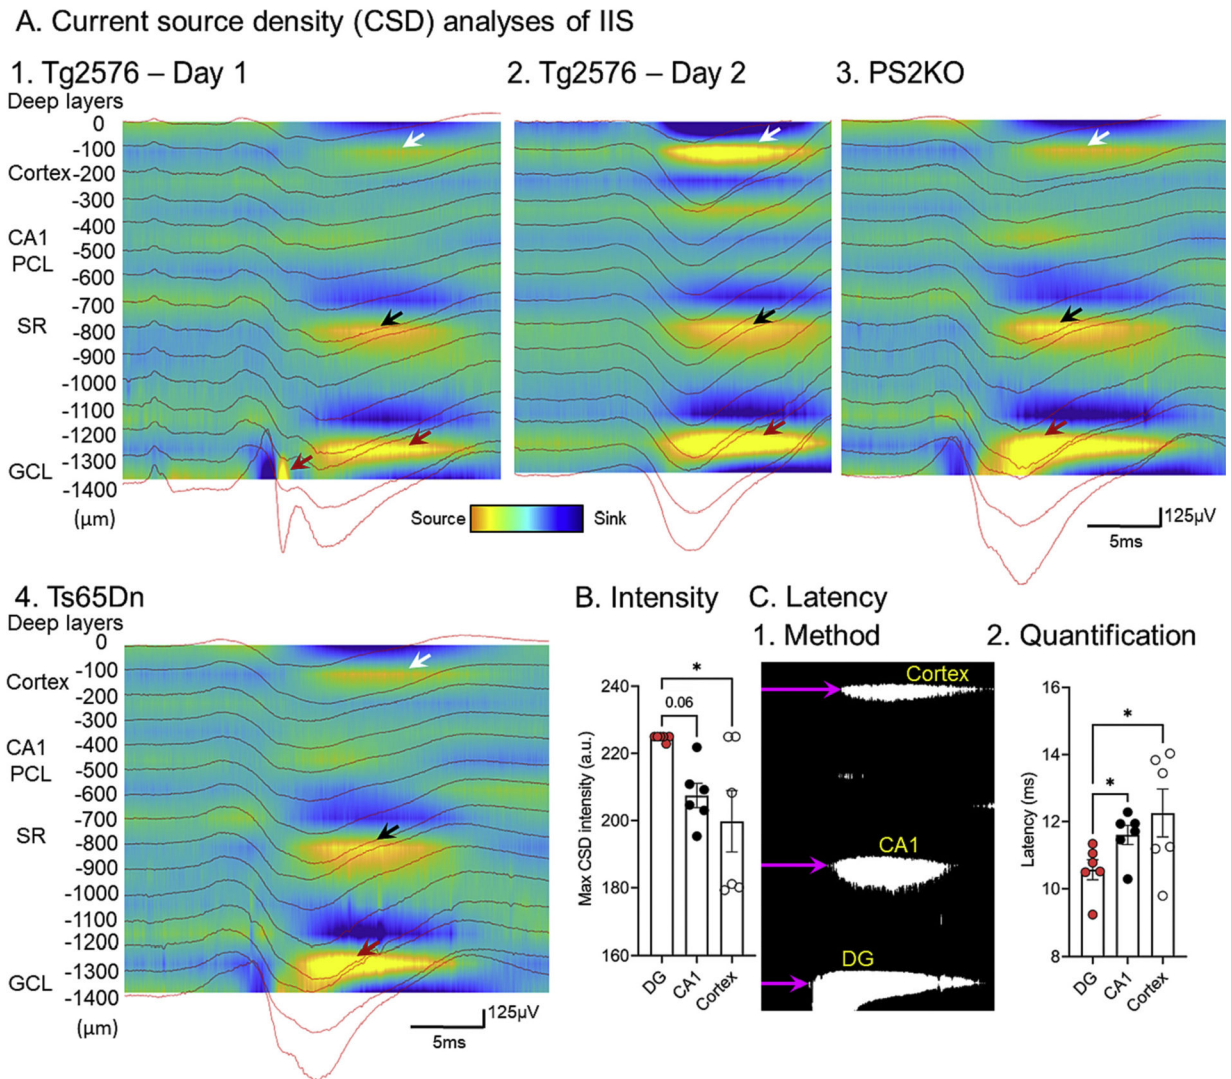 A. Current source density (CSD) analyses of IIS
1. Tg2576 – Day 1
2. Tg2576 – Day 2
3. PS2KO
Deep layers
0
-100
Cortex
-200
-300
-400
CA1
PCL
-500
-600
-700
SR
-800
-900
-1000
-1100
-1200
-1300
GCL
-1400
(µm)
Source
Sink
125µV
5ms
4. Ts65Dn
Deep layers
0
-100
Cortex
-200
-300
-400
CA1
PCL
-500
-600
-700
SR
-800
-900
-1000
-1100
-1200
-1300
GCL
-1400
(µm)
125µV
5ms
B. Intensity
240
220
200
180
160
Max CSD intensity (a.u.)
*
0.06
DG
CA1
Cortex
C. Latency
1. Method
Cortex
CA1
DG
2. Quantification
16
14
12
10
8
Latency (ms)
*
*
DG
CA1
Cortex